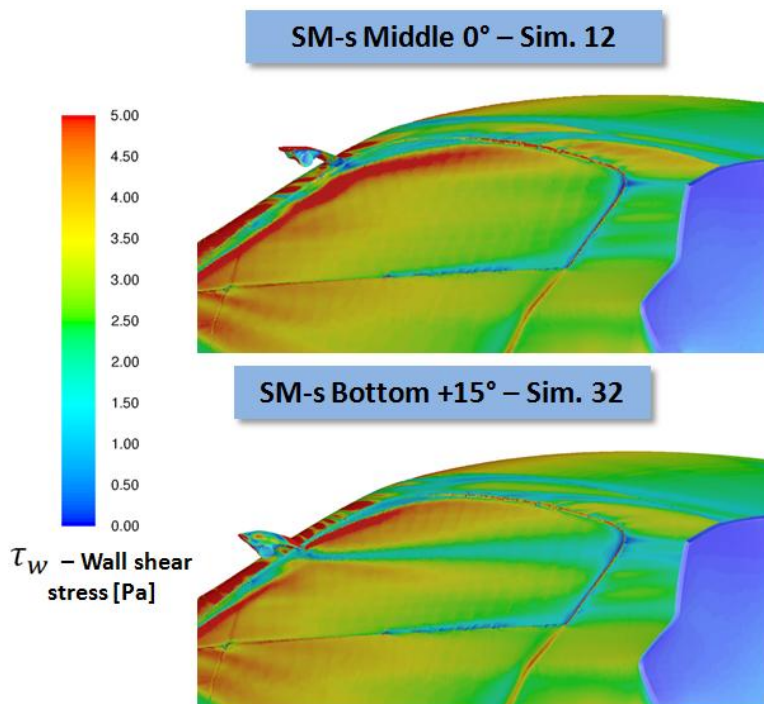 SM-s Middle 0° – Sim. 12
5.00
4.50
4.00
3.50
3.00
2.50
2.00
1.50
1.00
0.50
0.00
τw – Wall shear
stress [Pa]
SM-s Bottom +15° – Sim. 32